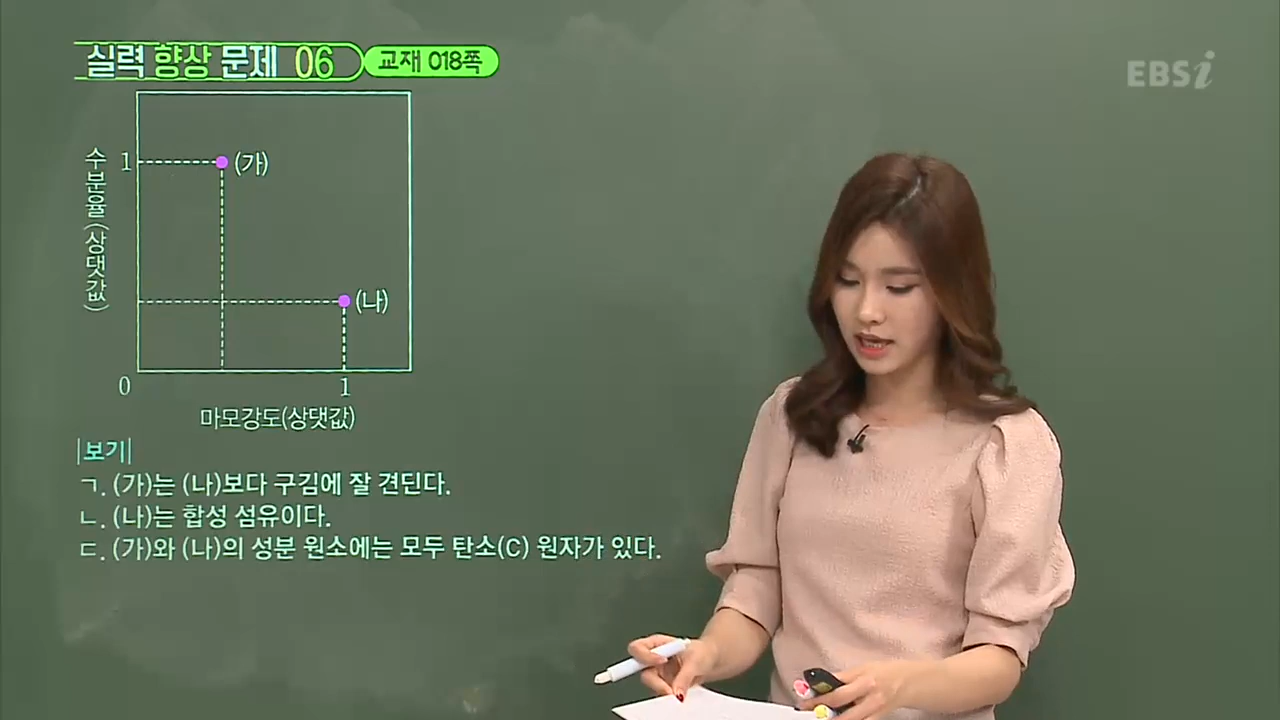 실력 향상 문제 06 교재 018쪽
EBSi
수분율(상댓값)
1
(가)
(나)
0
1
마모강도(상댓값)
|보기|
ㄱ. (가)는 (나)보다 구김에 잘 견딘다.
ㄴ. (나)는 합성 섬유이다.
ㄷ. (가)와 (나)의 성분 원소에는 모두 탄소(C) 원자가 있다.